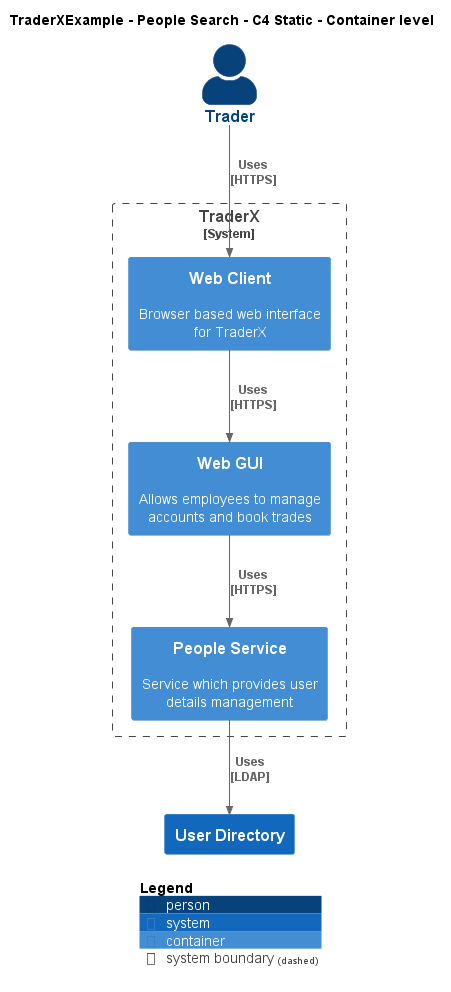 TraderXExample - People Search - C4 Static - Container level
Trader
Uses
[HTTPS]
TraderX
[System]
Web Client
Browser based web interface
for TraderX
Uses
[HTTPS]
Web GUI
Allows employees to manage
accounts and book trades
Uses
[HTTPS]
People Service
Service which provides user
details management
Uses
[LDAP]
User Directory
Legend
person
system
container
system boundary (dashed)